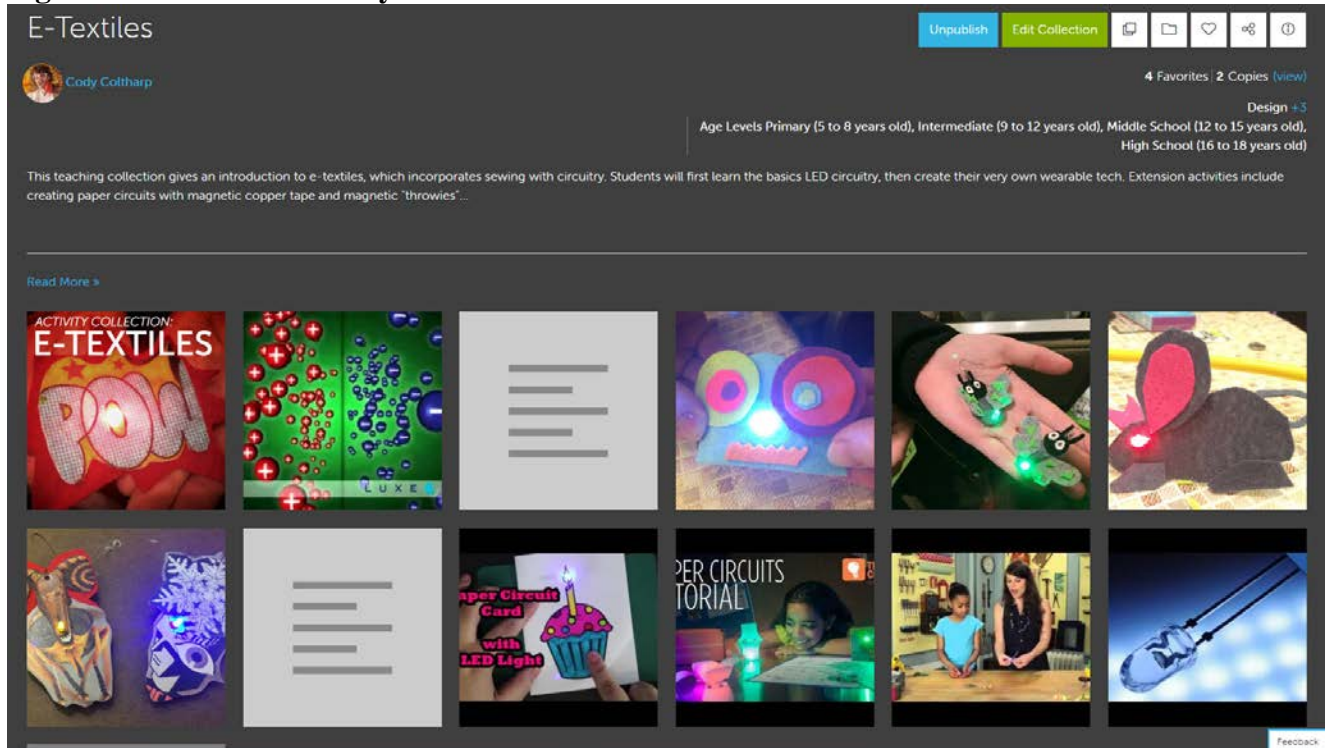 E-Textiles
Unpublish
Edit Collection
Cody Coltharp
4 Favorites 2 Copies (view)
Design +3
Age Levels Primary (5 to 8 years old), Intermediate (9 to 12 years old), Middle School (12 to 15 years old),
High School (16 to 18 years old)
This teaching collection gives an introduction to e-textiles, which incorporates sewing with circuitry. Students will first learn the basics LED circuitry, then create their very own wearable tech. Extension activities include
creating paper circuits with magnetic copper tape and magnetic "throwies"...
Read More »
ACTIVITY COLLECTION:
E-TEXTILES
POW
LUXE
aper Circuit
Card
with
LED Light
PER CIRCUITS
TORIAL
Feedback